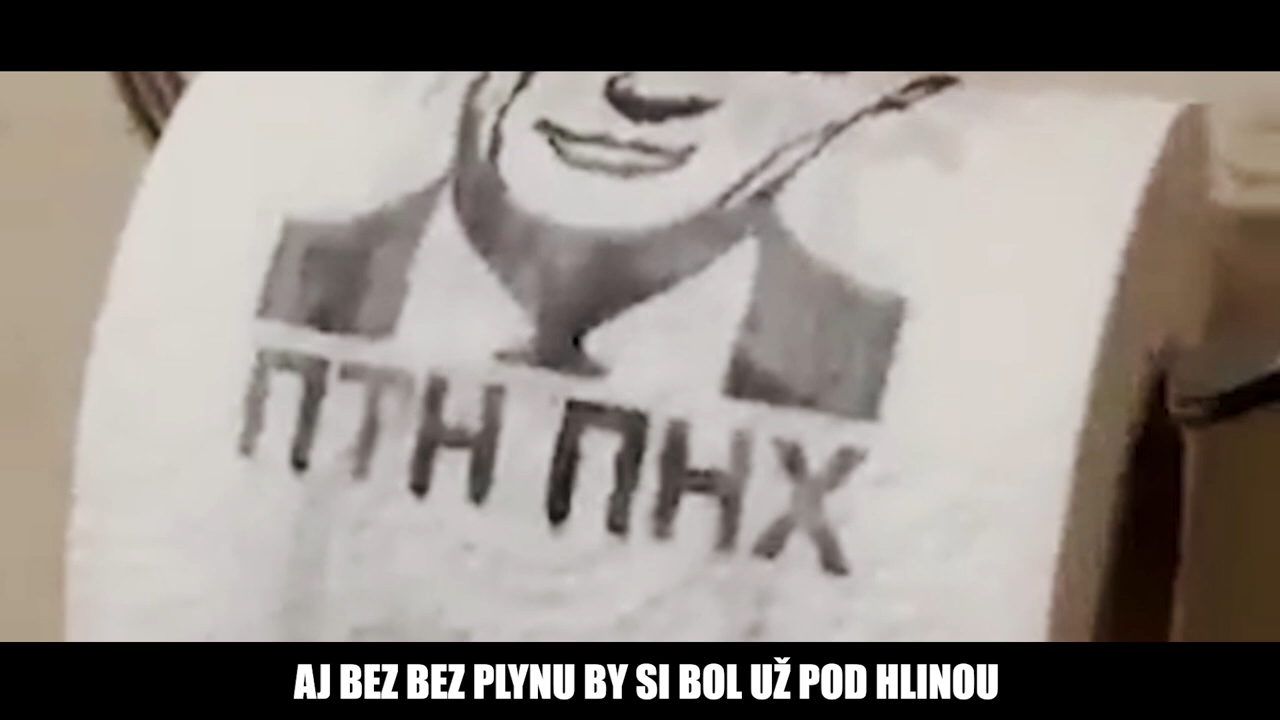 ПТН ПНХ
AJ BEZ BEZ PLYNU BY SI BOL UŽ POD HLINOU